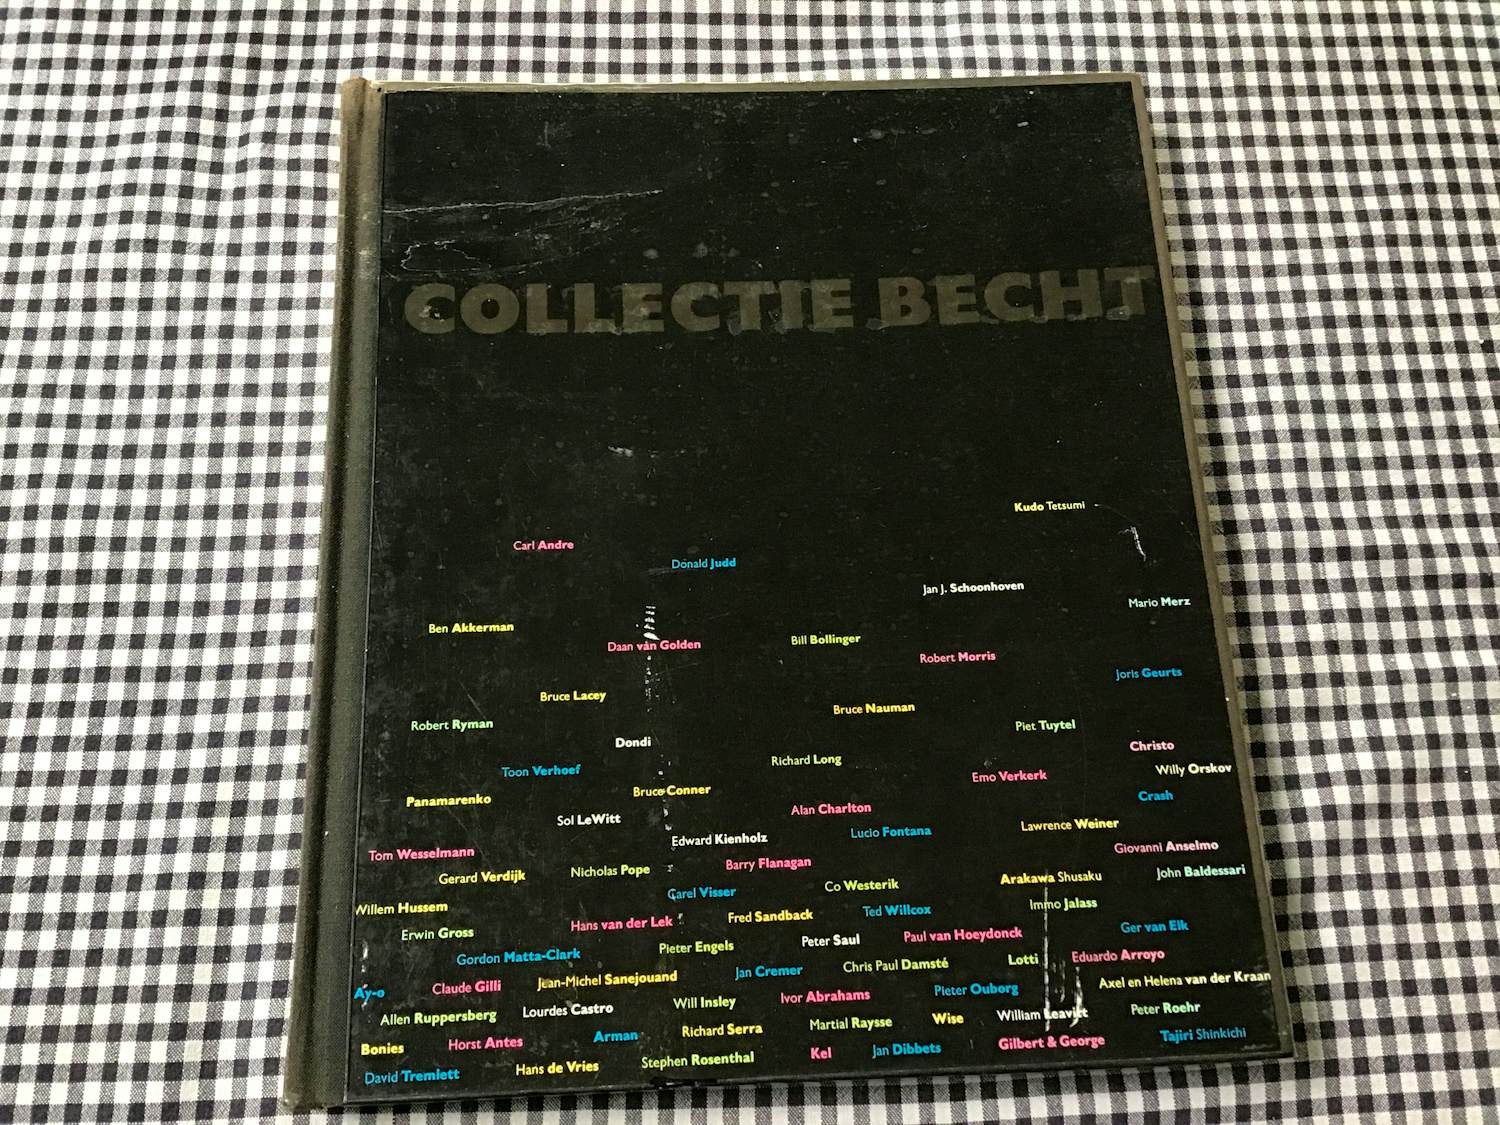 COLLECTIE BECHT
Kudo Tetsumi
Carl Andre
Donald Judd
Jan J. Schoonhoven
Mario Merz
Ben Akkerman
Daan van Golden
Bill Bollinger
Robert Morris
Joris Geurts
Bruce Lacey
Bruce Nauman
Robert Ryman
Piet Tuytel
Dondi
Christo
Richard Long
Toon Verhoef
Emo Verkerk
Willy Orskov
Panamarenko
Bruce Conner
Crash
Alan Charlton
Sol LeWitt
Lawrence Weiner
Edward Kienholz
Lucio Fontana
Tom Wesselmann
Giovanni Anselmo
Barry Flanagan
Gerard Verdijk
Nicholas Pope
Arakawa Shusaku
John Baldessari
Carel Visser
Co Westerik
Willem Hussem
Immo Jalass
Hans van der Lek
Fred Sandback
Ted Willcox
Erwin Gross
Ger van Elk
Pieter Engels
Peter Saul
Paul van Hoeydonck
Gordon Matta-Clark
Eduardo Arroyo
Jan Cremer
Chris Paul Damsté
Lotti
Ay-o
Claude Gilli
Jean-Michel Sanejouand
Axel en Helena van der Kraan
Will Insley
Ivor Abrahams
Pieter Ouborg
Allen Ruppersberg
Lourdes Castro
William Leavitt
Peter Roehr
Bonies
Horst Antes
Arman
Richard Serra
Martial Raysse
Wise
David Tremlett
Hans de Vries
Stephen Rosenthal
Kel
Jan Dibbets
Gilbert & George
Tajiri Shinkichi